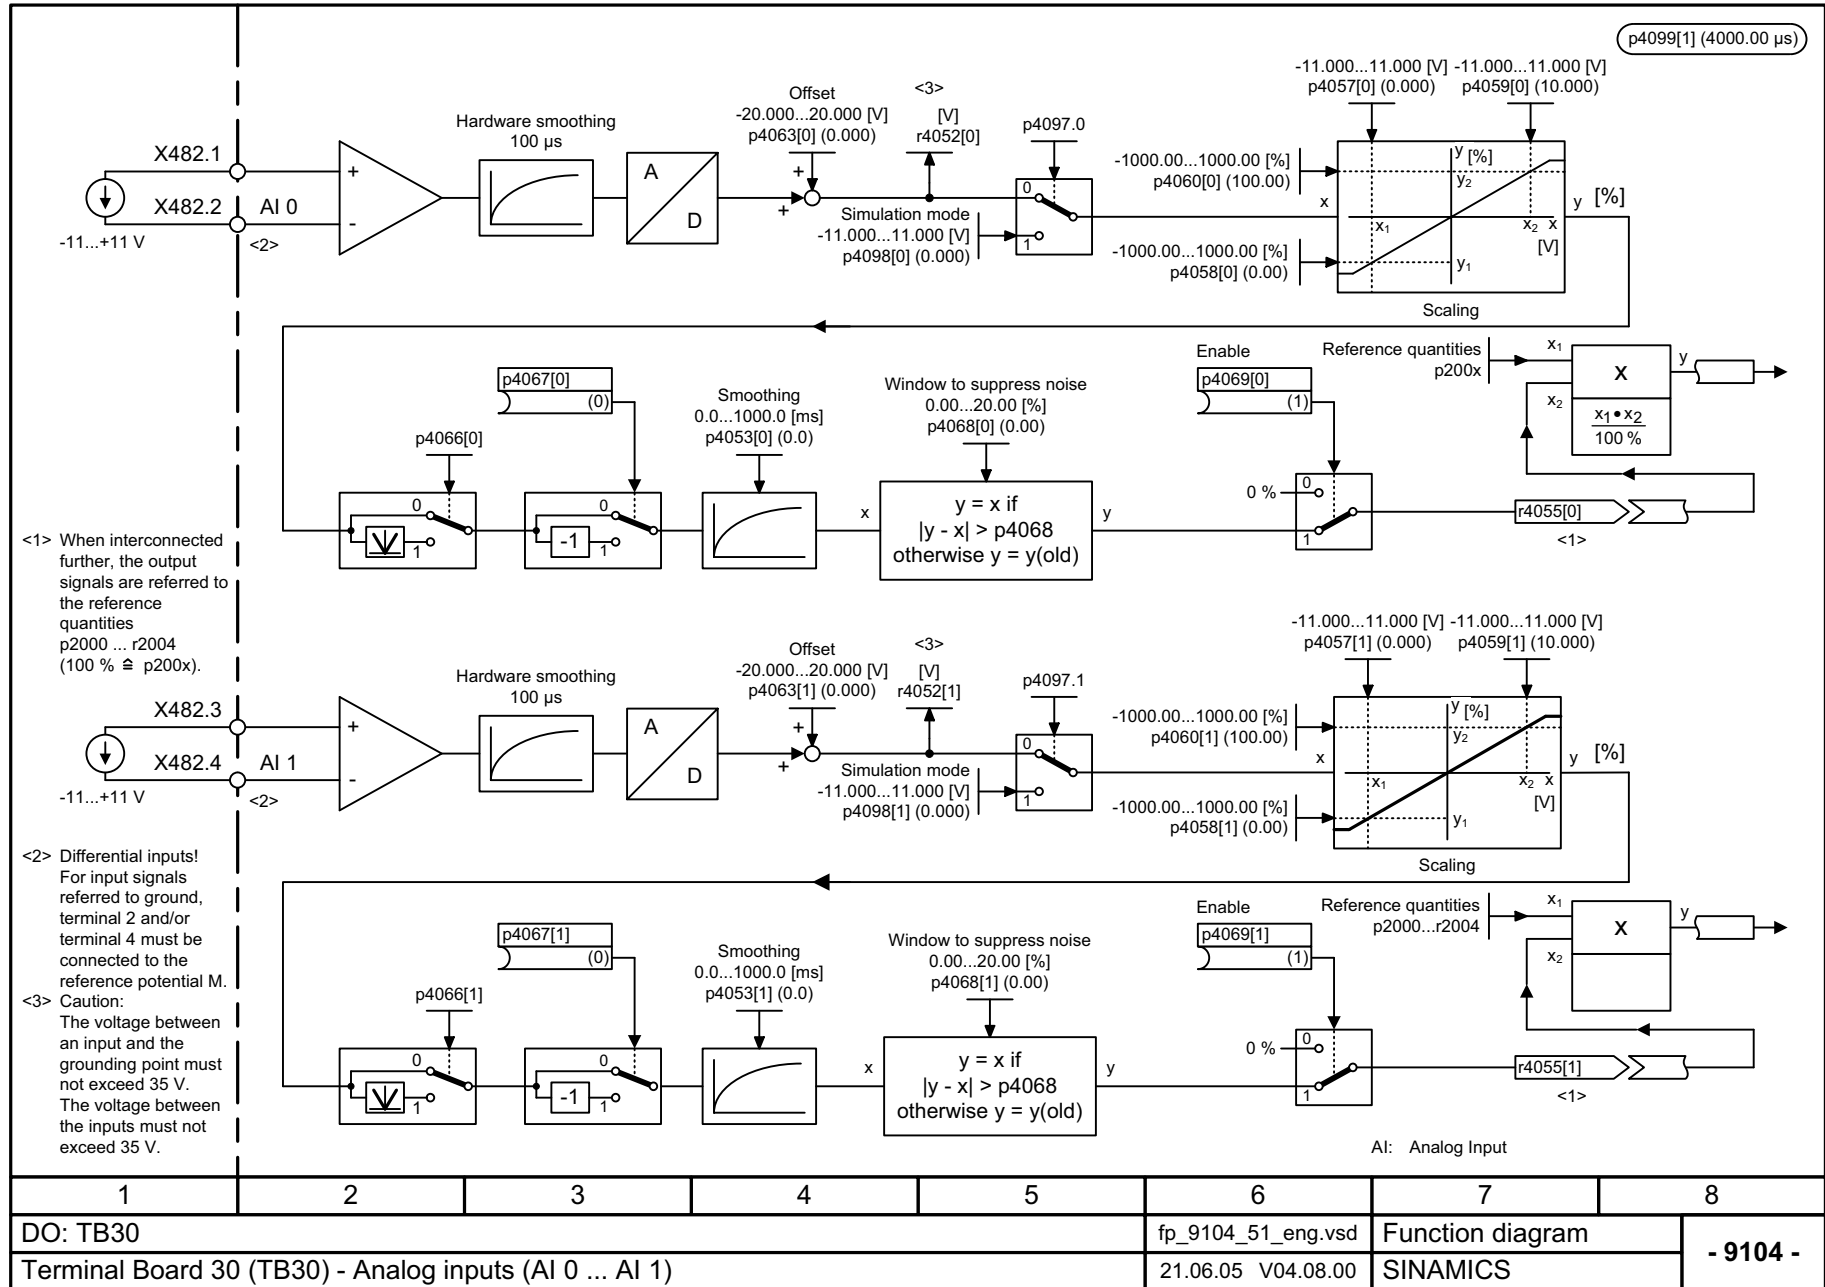 p4099[1] (4000.00 µs)
-11.000...11.000 [V] -11.000...11.000 [V]
p4057[0] (0.000) p4059[0] (10.000)
Offset
-20.000...20.000 [V]
p4063[0] (0.000)
<3>
[V]
r4052[0]
p4097.0
Hardware smoothing
100 µs
X482.1
X482.2
AI 0
-11...+11 V
<2>
+
-
A
D
+
+
Simulation mode
-11.000...11.000 [V]
p4098[0] (0.000)
0
1
-1000.00...1000.00 [%]
p4060[0] (100.00)
x
-1000.00...1000.00 [%]
p4058[0] (0.00)
y [%]
y2
x1
x2 x
[V]
y1
y [%]
Scaling
p4066[0]
0
1
p4067[0]
(0)
0
-1
1
Smoothing
0.0...1000.0 [ms]
p4053[0] (0.0)
Window to suppress noise
0.00...20.00 [%]
p4068[0] (0.00)
x
y = x if
|y - x| > p4068
otherwise y = y(old)
y
Enable
p4069[0]
(1)
0 %
0
1
Reference quantities
p200x
x1
x2
X
x1 • x2
100 %
y
r4055[0]
<1>
<1> When interconnected
further, the output
signals are referred to
the reference
quantities
p2000 ... r2004
(100 % ≙ p200x).
-11.000...11.000 [V] -11.000...11.000 [V]
p4057[1] (0.000) p4059[1] (10.000)
Offset
-20.000...20.000 [V]
p4063[1] (0.000)
<3>
[V]
r4052[1]
p4097.1
Hardware smoothing
100 µs
X482.3
X482.4
AI 1
-11...+11 V
<2>
+
-
A
D
+
+
Simulation mode
-11.000...11.000 [V]
p4098[1] (0.000)
0
1
-1000.00...1000.00 [%]
p4060[1] (100.00)
x
-1000.00...1000.00 [%]
p4058[1] (0.00)
y [%]
y2
x1
x2 x
[V]
y1
y [%]
Scaling
<2> Differential inputs!
For input signals
referred to ground,
terminal 2 and/or
terminal 4 must be
connected to the
reference potential M.
<3> Caution:
The voltage between
an input and the
grounding point must
not exceed 35 V.
The voltage between
the inputs must not
exceed 35 V.
p4066[1]
0
1
p4067[1]
(0)
0
-1
1
Smoothing
0.0...1000.0 [ms]
p4053[1] (0.0)
Window to suppress noise
0.00...20.00 [%]
p4068[1] (0.00)
x
y = x if
|y - x| > p4068
otherwise y = y(old)
y
Enable
p4069[1]
(1)
0 %
0
1
Reference quantities
p2000...r2004
x1
x2
X
y
r4055[1]
<1>
AI: Analog Input
1 2 3 4 5 6 7 8
DO: TB30
fp_9104_51_eng.vsd
Function diagram
- 9104 -
Terminal Board 30 (TB30) - Analog inputs (AI 0 ... AI 1)
21.06.05 V04.08.00
SINAMICS